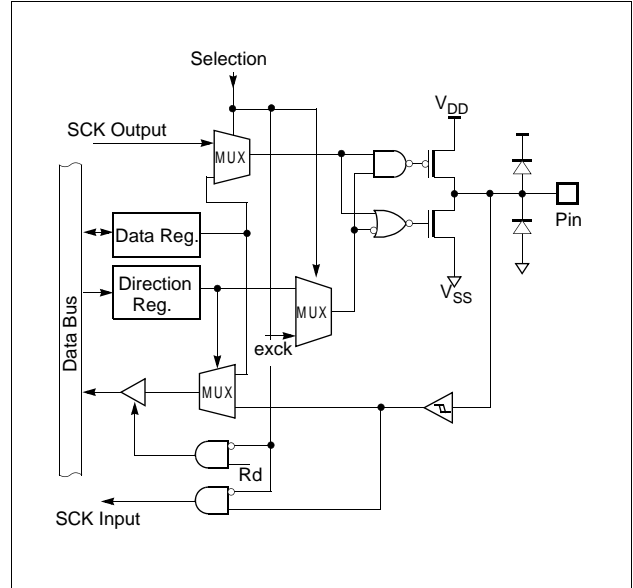 Selection
V_DD
SCK Output
MUX
Data Reg.
Pin
Direction
Reg.
MUX
V_SS
exck
Data Bus
MUX
Rd
SCK Input